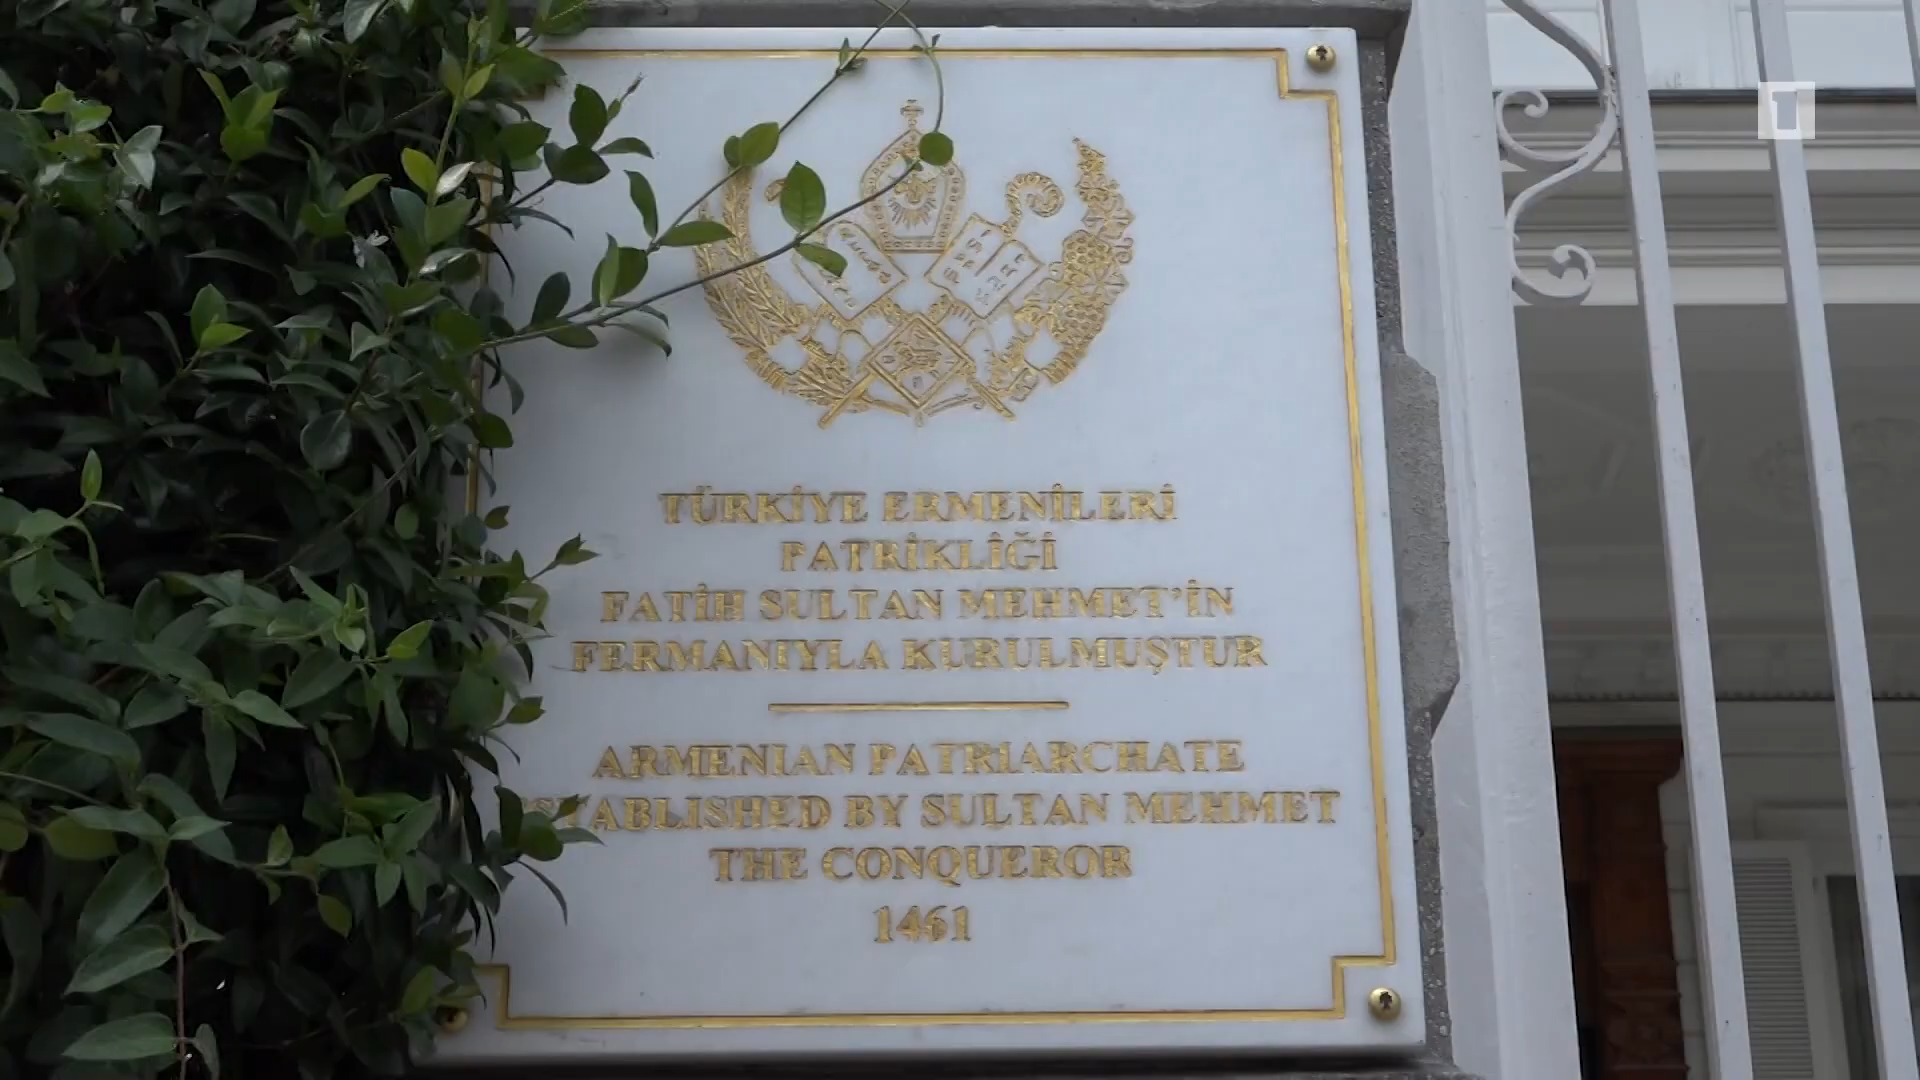 TÜRKİYE ERMENİLERİ
PATRİKLİĞİ
FATİH SULTAN MEHMET'İN
FERMANIYLA KURULMUŞTUR
ARMENIAN PATRIARCHATE
ESTABLISHED BY SULTAN MEHMET
THE CONQUEROR
1461